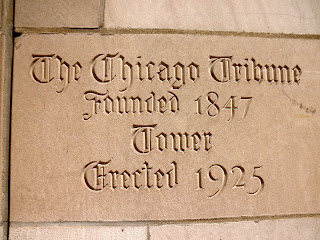 The Chicago Tribune
Founded 1847
Tower
Erected 1925